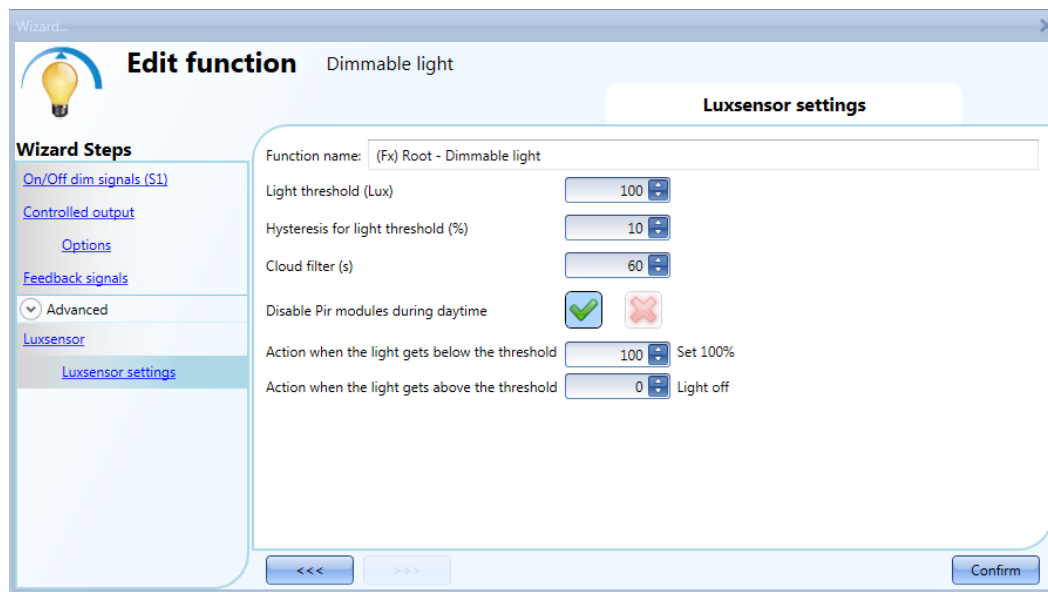 Wizard...
Edit function Dimmable light
Luxsensor settings
Wizard Steps
On/Off dim signals (S1)
Controlled output
Options
Feedback signals
Advanced
Luxsensor
Luxsensor settings
Function name: (Fx) Root - Dimmable light
Light threshold (Lux) 100
Hysteresis for light threshold (%) 10
Cloud filter (s) 60
Disable Pir modules during daytime
Action when the light gets below the threshold 100 Set 100%
Action when the light gets above the threshold 0 Light off
<<< >>> Confirm